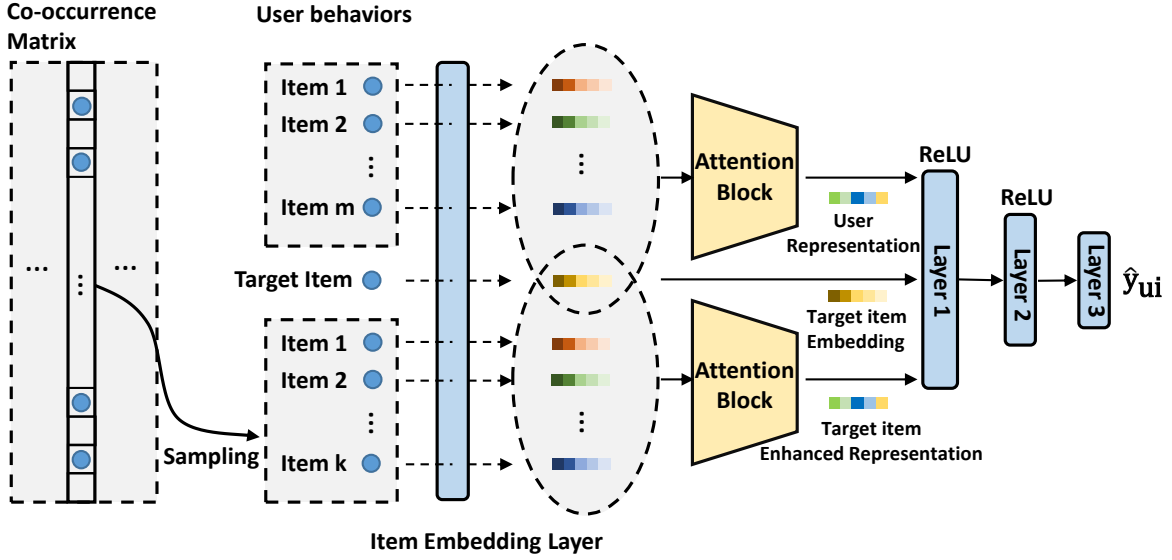 Co-occurrence
Matrix
User behaviors
Item 1
Item 2
⋮
Item m
Target Item
Item 1
Item 2
⋮
Item k
...
⋮
...
Sampling
Item Embedding Layer
⋮
⋮
Attention
Block
Attention
Block
User
Representation
Target item
Embedding
Target item
Enhanced Representation
ReLU
Layer 1
ReLU
Layer 2
Layer 3
ŷui